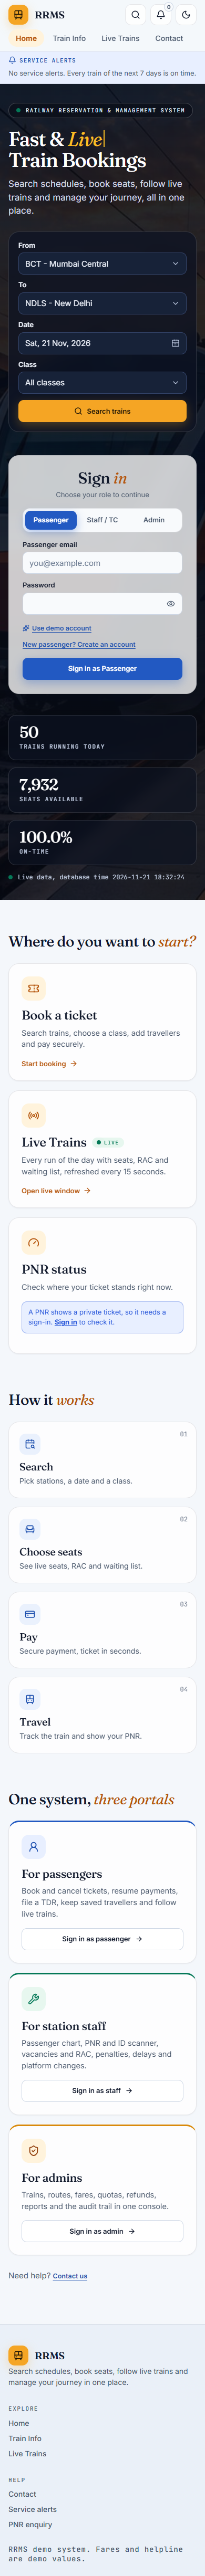 RRMS
0
Home Train Info Live Trains Contact
SERVICE ALERTS
No service alerts. Every train of the next 7 days is on time.
RAILWAY RESERVATION & MANAGEMENT SYSTEM
Fast & Live
Train Bookings
Search schedules, book seats, follow live
trains and manage your journey, all in one
place.
From
BCT - Mumbai Central
To
NDLS - New Delhi
Date
Sat, 21 Nov, 2026
Class
All classes
Search trains
Sign in
Choose your role to continue
Passenger Staff / TC Admin
Passenger email
you@example.com
Password
Use demo account
New passenger? Create an account
Sign in as Passenger
50
TRAINS RUNNING TODAY
7,932
SEATS AVAILABLE
100.0%
ON-TIME
Live data, database time 2026-11-21 18:32:24
Where do you want to start?
Book a ticket
Search trains, choose a class, add travellers
and pay securely.
Start booking
Live Trains LIVE
Every run of the day with seats, RAC and
waiting list, refreshed every 15 seconds.
Open live window
PNR status
Check where your ticket stands right now.
A PNR shows a private ticket, so it needs a
sign-in. Sign in to check it.
How it works
01
Search
Pick stations, a date and a class.
02
Choose seats
See live seats, RAC and waiting list.
03
Pay
Secure payment, ticket in seconds.
04
Travel
Track the train and show your PNR.
One system, three portals
For passengers
Book and cancel tickets, resume payments,
file a TDR, keep saved travellers and follow
live trains.
Sign in as passenger
For station staff
Passenger chart, PNR and ID scanner,
vacancies and RAC, penalties, delays and
platform changes.
Sign in as staff
For admins
Trains, routes, fares, quotas, refunds,
reports and the audit trail in one console.
Sign in as admin
Need help? Contact us
RRMS
Search schedules, book seats, follow live trains and
manage your journey in one place.
EXPLORE
Home
Train Info
Live Trains
HELP
Contact
Service alerts
PNR enquiry
RRMS demo system. Fares and helpline
are demo values.